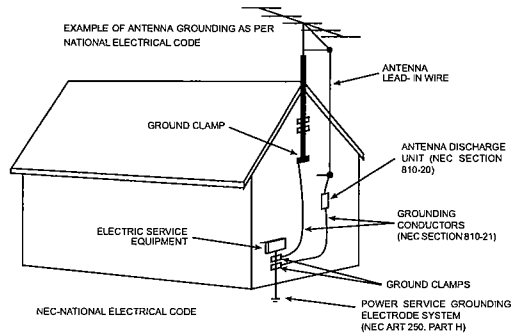 EXAMPLE OF ANTENNA GROUNDING AS PER
NATIONAL ELECTRICAL CODE
ANTENNA
LEAD- IN WIRE
GROUND CLAMP
ANTENNA DISCHARGE
UNIT (NEC SECTION
810-20)
GROUNDING
CONDUCTORS
(NEC SECTION 810-21)
ELECTRIC SERVICE
EQUIPMENT
GROUND CLAMPS
NEC-NATIONAL ELECTRICAL CODE
POWER SERVICE GROUNDING
ELECTRODE SYSTEM
(NEC ART 250. PART H)